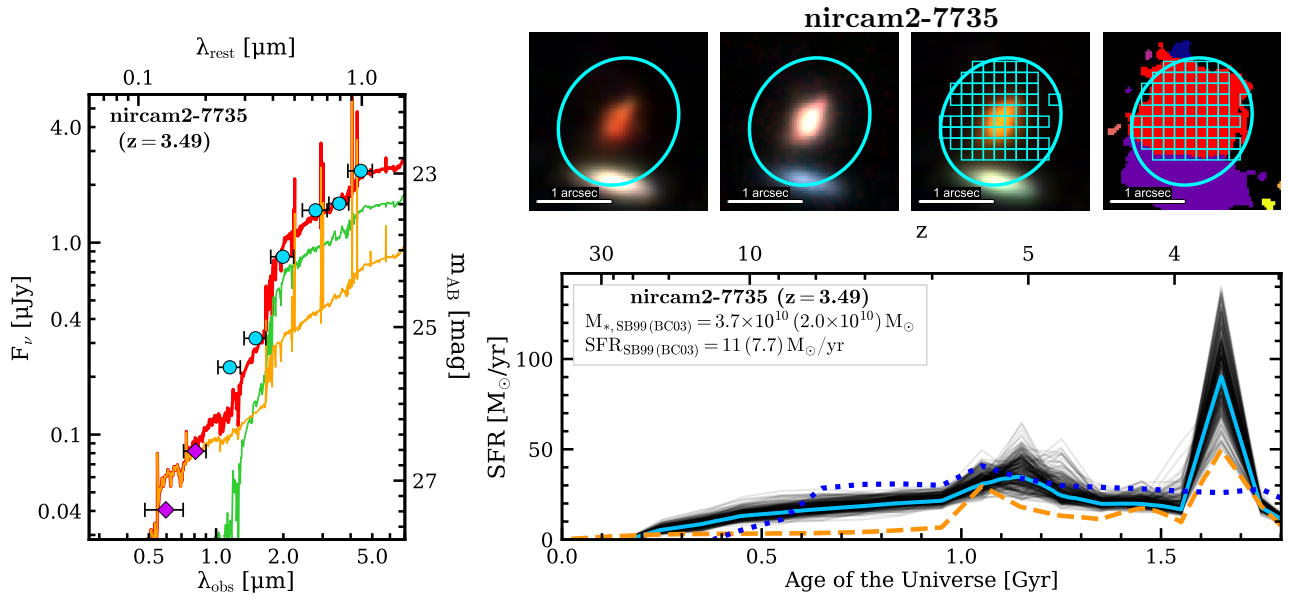 nircam2-7735
λrest [μm]
0.1 1.0
nircam2-7735
(z = 3.49)
4.0
1.0
0.4
0.1
0.04
Fν [μJy]
23
25
27
mAB [mag]
0.5 1.0 2.0 5.0
λobs [μm]
1 arcsec
1 arcsec
1 arcsec
1 arcsec
z
30 10 5 4
nircam2-7735 (z = 3.49)
M*,SB99 (BC03) = 3.7×10^10 (2.0×10^10) M⊙
SFRSB99 (BC03) = 11 (7.7) M⊙/yr
100
50
0
SFR [M⊙/yr]
0.0 0.5 1.0 1.5
Age of the Universe [Gyr]